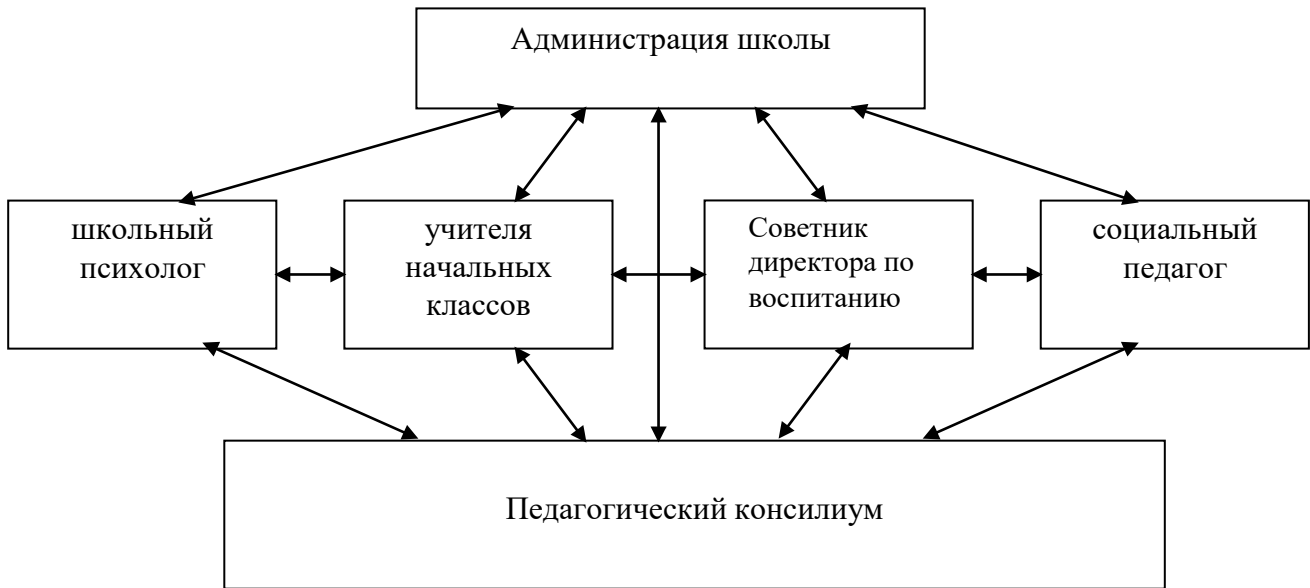 Администрация школы
школьный
психолог
учителя
начальных
классов
Советник
директора по
воспитанию
социальный
педагог
Педагогический консилиум